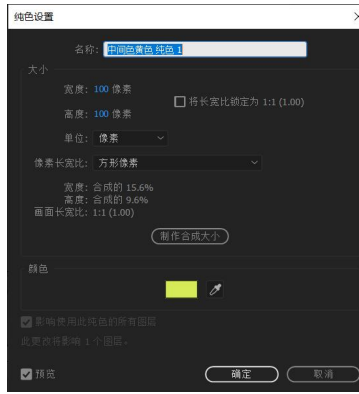 纯色设置
名称: 中间色黄色 纯色 1
大小
宽度: 100 像素
将长宽比锁定为 1:1 (1.00)
高度: 100 像素
单位: 像素
像素长宽比: 方形像素
宽度: 合成的 15.6%
高度: 合成的 9.6%
画面长宽比: 1:1 (1.00)
制作合成大小
颜色
影响使用此纯色的所有图层
此更改将影响 1 个图层。
预览
确定
取消